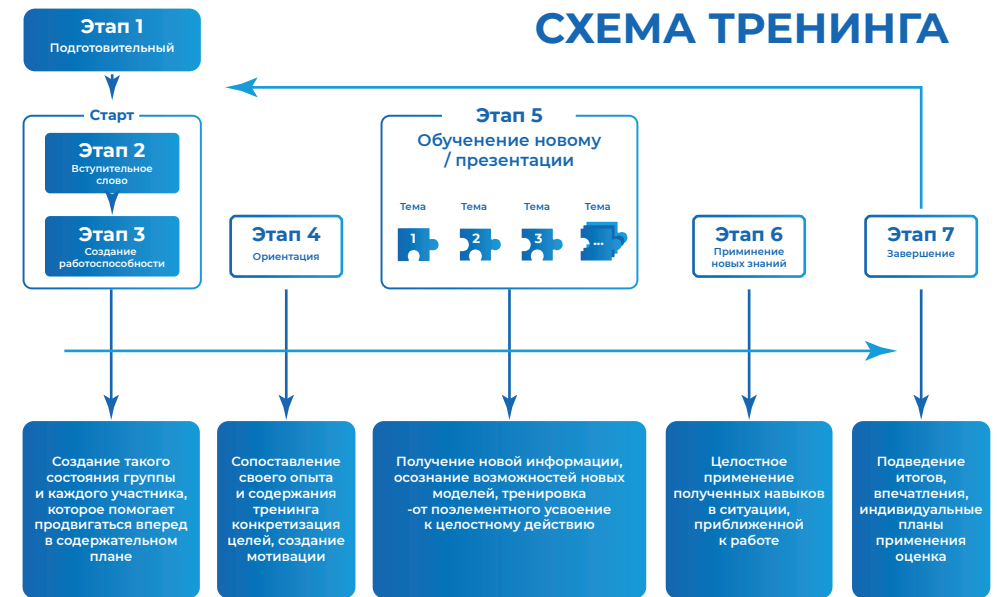 СХЕМА ТРЕНИНГА
Этап 1
Подготовительный
Старт
Этап 2
Вступительное
слово
Этап 3
Создание
работоспособности
Этап 4
Ориентация
Этап 5
Обученение новому
/ презентации
Тема
Тема
Тема
Тема
1
2
3
...
Этап 6
Приминение
новых знаний
Этап 7
Завершение
Создание такого
состояния группы
и каждого участника,
которое помогает
продвигаться вперед
в содержательном
плане
Сопоставление
своего опыта
и содержания
тренинга
конкретизация
целей, создание
мотивации
Получение новой информации,
осознание возможностей новых
моделей, тренировка
-от поэлементного усвоение
к целостному действию
Целостное
применение
полученных навыков
в ситуации,
приближенной
к работе
Подведение
итогов,
впечатления,
индивидуальные
планы
применения
оценка